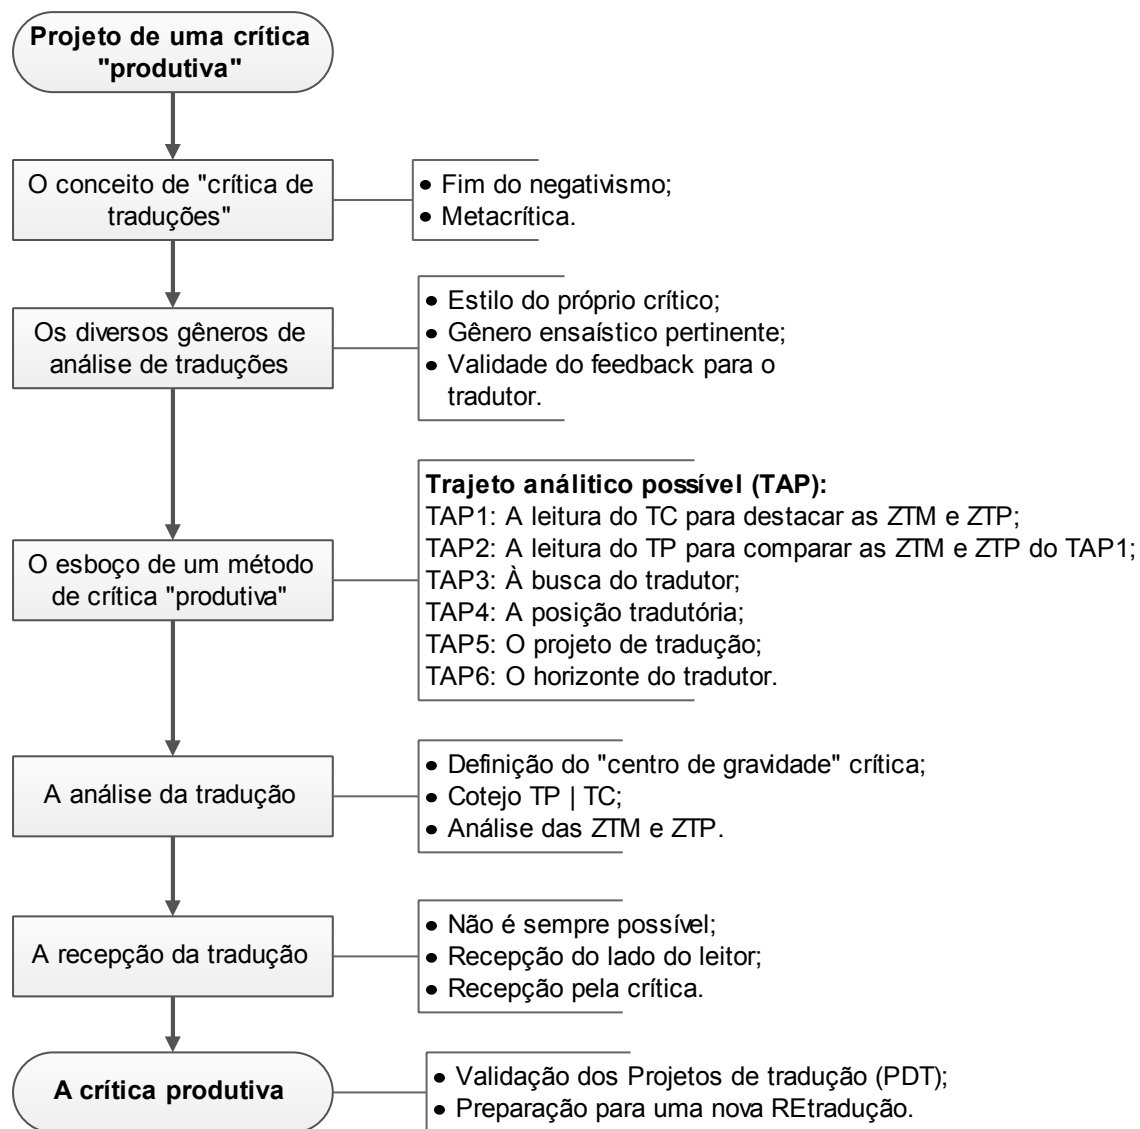 Projeto de uma crítica
"produtiva"
O conceito de "crítica de
traduções"
• Fim do negativismo;
• Metacrítica.
Os diversos gêneros de
análise de traduções
• Estilo do próprio crítico;
• Gênero ensaístico pertinente;
• Validade do feedback para o
tradutor.
O esboço de um método
de crítica "produtiva"
Trajeto análitico possível (TAP):
TAP1: A leitura do TC para destacar as ZTM e ZTP;
TAP2: A leitura do TP para comparar as ZTM e ZTP do TAP1;
TAP3: À busca do tradutor;
TAP4: A posição tradutória;
TAP5: O projeto de tradução;
TAP6: O horizonte do tradutor.
A análise da tradução
• Definição do "centro de gravidade" crítica;
• Cotejo TP | TC;
• Análise das ZTM e ZTP.
A recepção da tradução
• Não é sempre possível;
• Recepção do lado do leitor;
• Recepção pela crítica.
A crítica produtiva
• Validação dos Projetos de tradução (PDT);
• Preparação para uma nova REtradução.